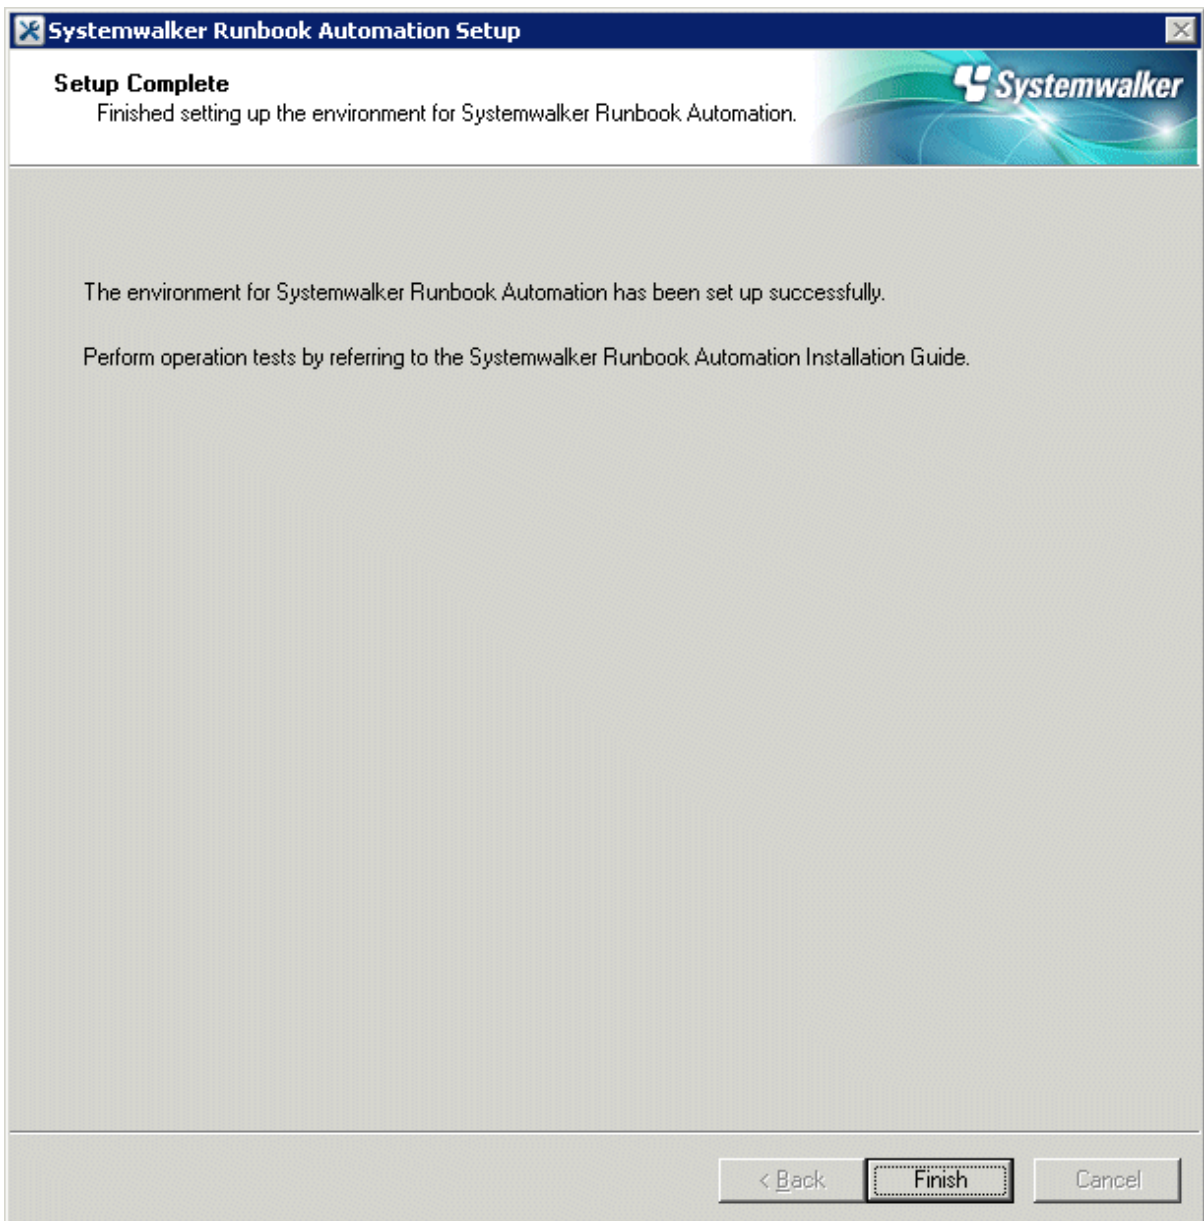 Systemwalker Runbook Automation Setup
Setup Complete
Finished setting up the environment for Systemwalker Runbook Automation.
Systemwalker
The environment for Systemwalker Runbook Automation has been set up successfully.
Perform operation tests by referring to the Systemwalker Runbook Automation Installation Guide.
< Back
Finish
Cancel